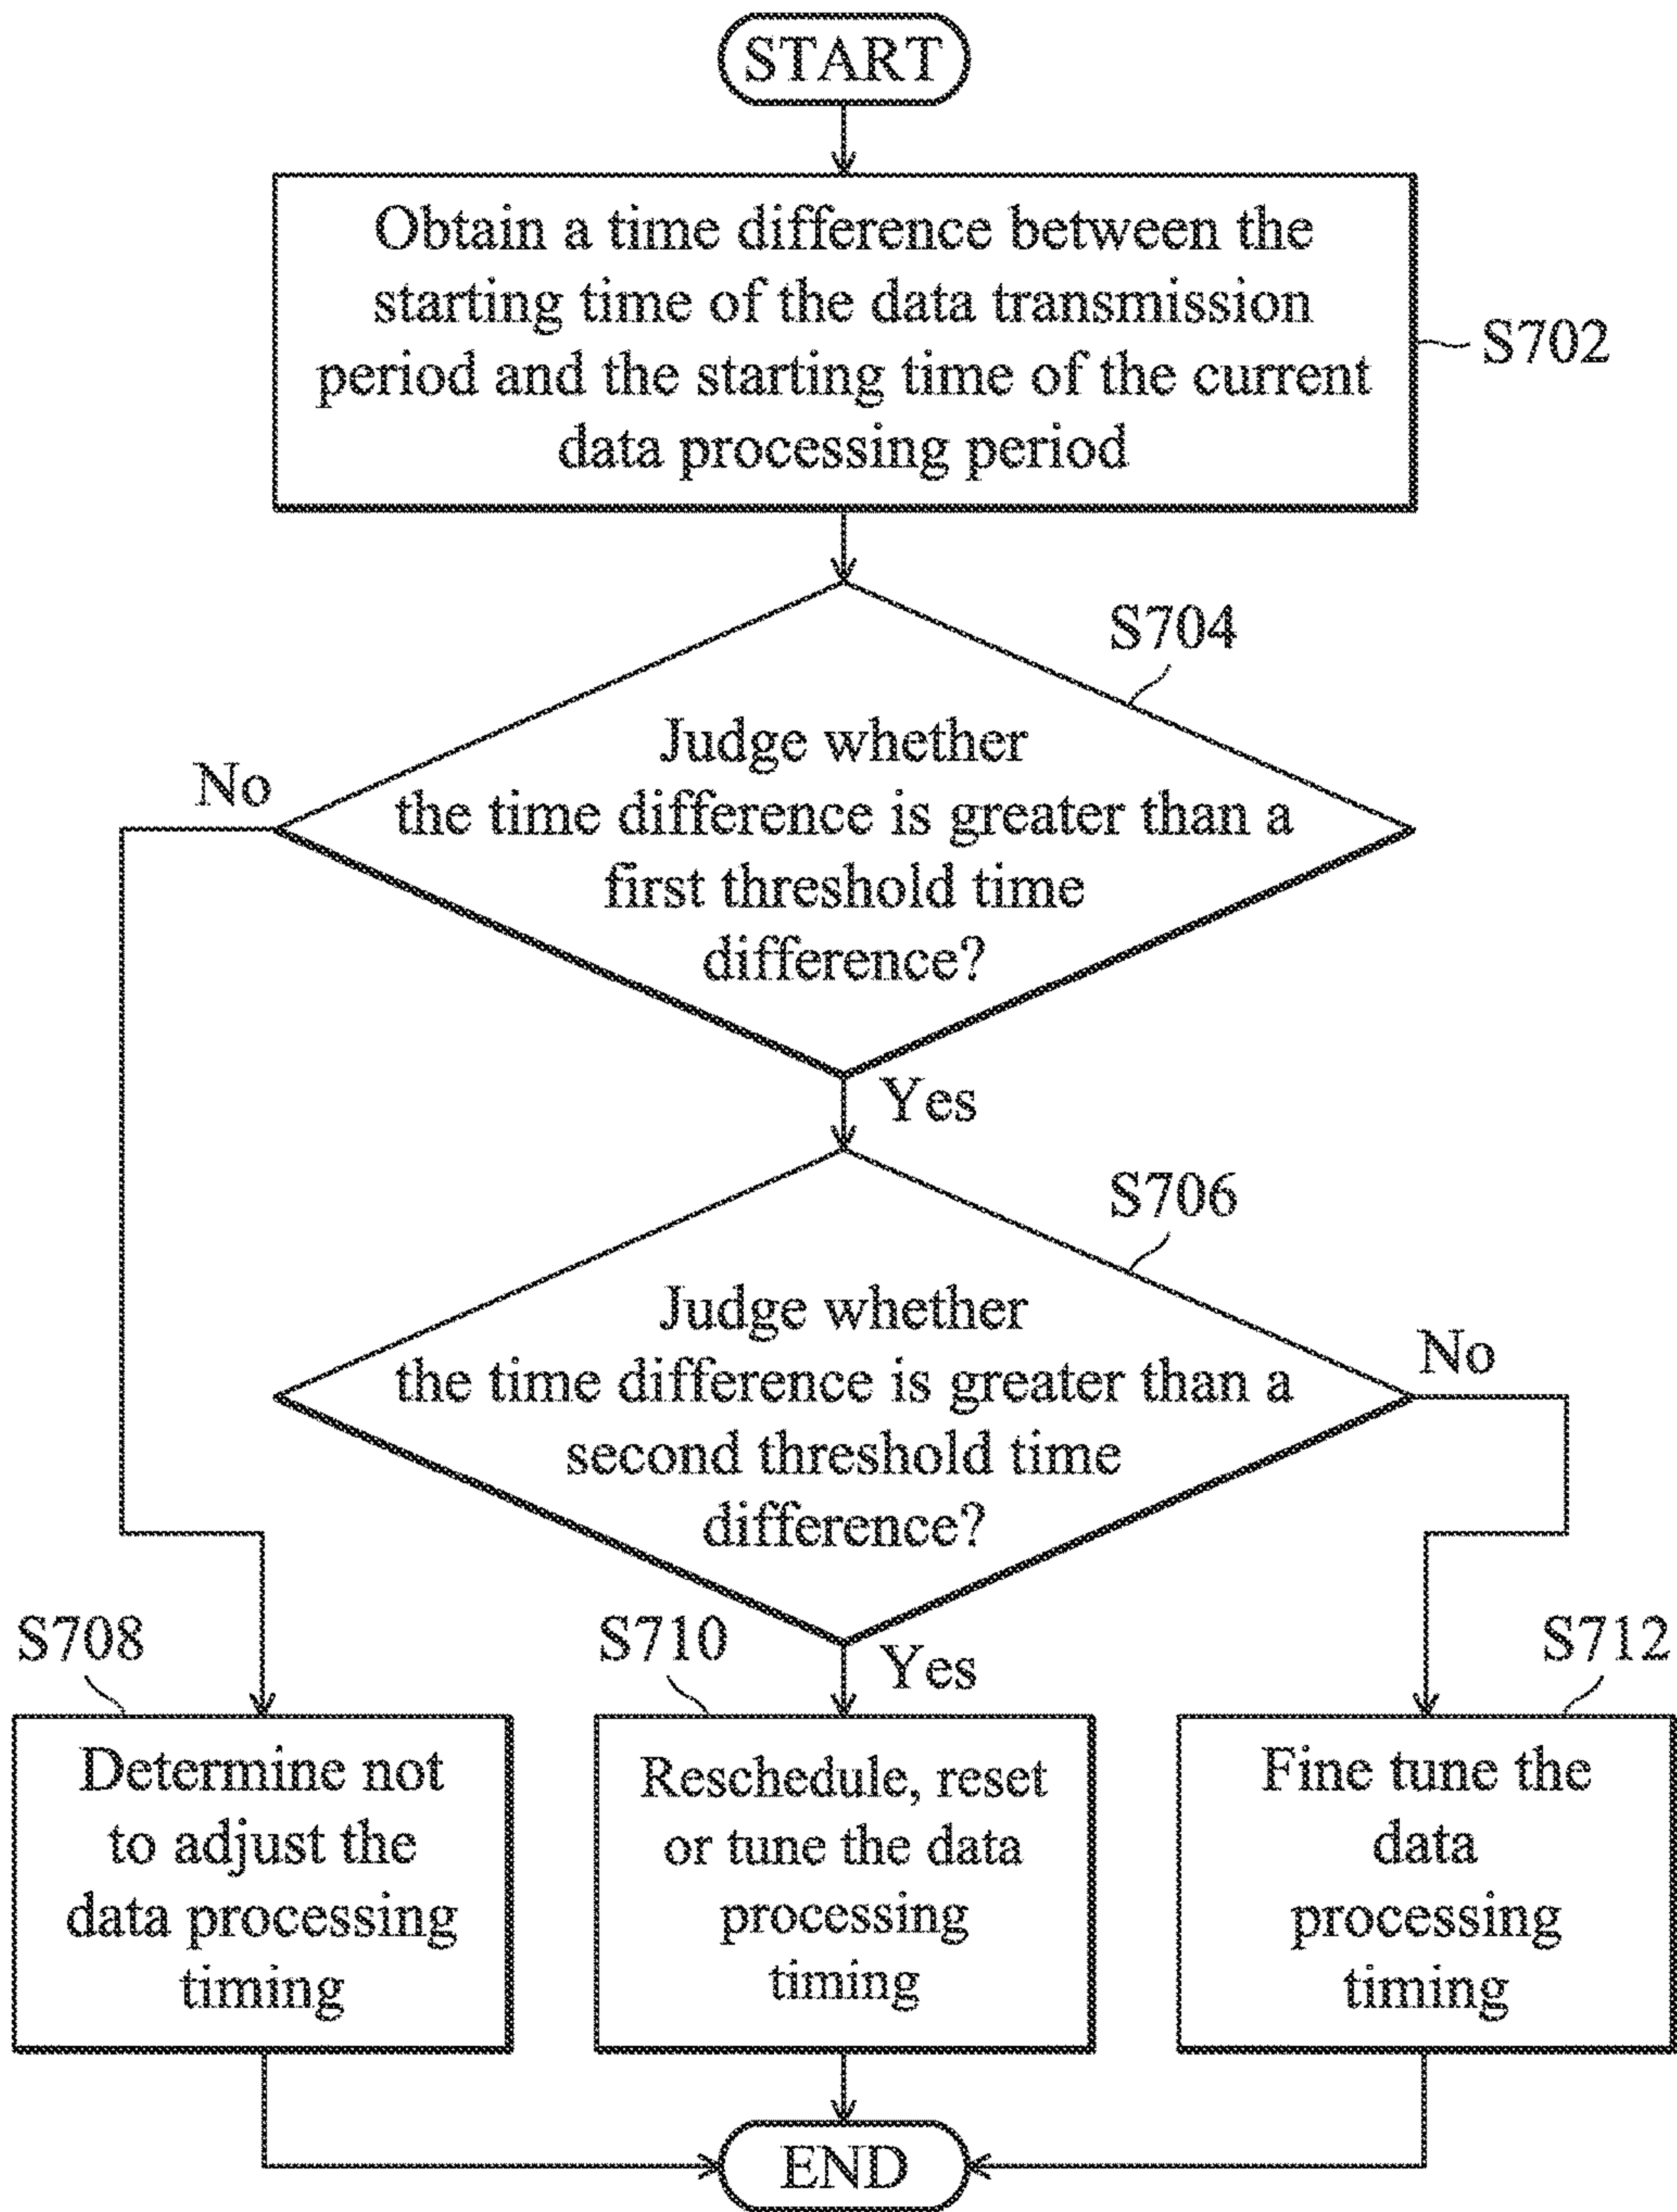 START
Obtain a time difference between the
starting time of the data transmission
period and the starting time of the current
data processing period
S702
S704
Judge whether
the time difference is greater than a
first threshold time
difference?
No
Yes
S706
Judge whether
the time difference is greater than a
second threshold time
difference?
No
Yes
S708
Determine not
to adjust the
data processing
timing
S710
Reschedule, reset
or tune the data
processing
timing
S712
Fine tune the
data
processing
timing
END